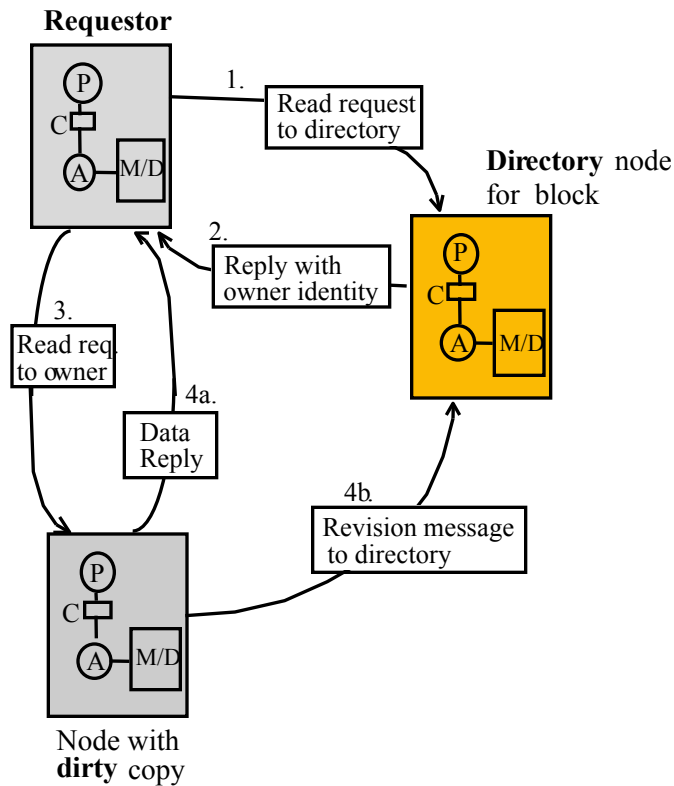 Requestor
P
C
A
M/D
1.
Read request
to directory
Directory node
for block
P
C
A
M/D
2.
Reply with
owner identity
3.
Read req.
to owner
4a.
Data
Reply
4b.
Revision message
to directory
P
C
A
M/D
Node with
dirty copy